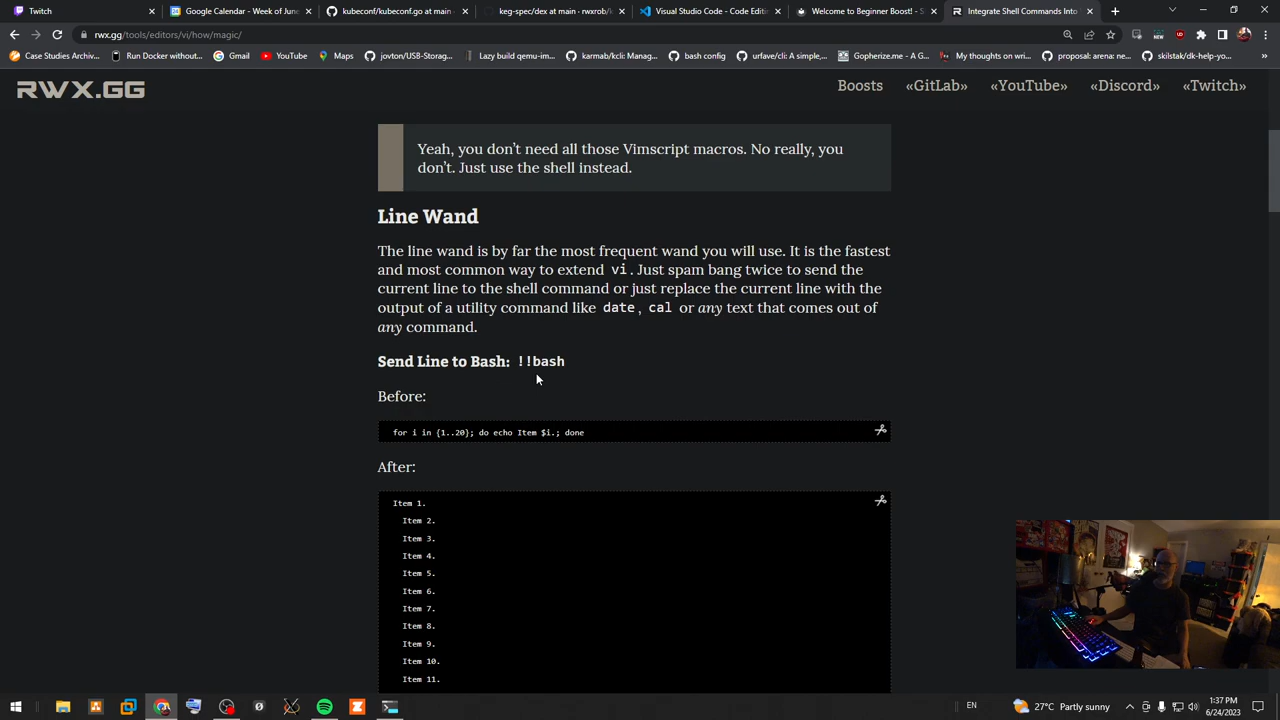 Twitch
Google Calendar - Week of June
kubeconf/kubeconf.go at main
keg-spec/dex at main · rwxrob/k
Visual Studio Code - Code Editi
Welcome to Beginner Boost! - S
Integrate Shell Commands Into
rwx.gg/tools/editors/vi/how/magic/
Case Studies Archiv...
Run Docker without...
Gmail
YouTube
Maps
jovton/USB-Storag...
Lazy build qemu-im...
karmab/kcli: Manag...
bash config
urfave/cli: A simple,...
Gopherize.me - A G...
My thoughts on wri...
proposal: arena: ne...
skilstak/dk-help-yo...
RWX.GG
Boosts «GitLab» «YouTube» «Discord» «Twitch»
Yeah, you don't need all those Vimscript macros. No really, you
don't. Just use the shell instead.
Line Wand
The line wand is by far the most frequent wand you will use. It is the fastest
and most common way to extend vi. Just spam bang twice to send the
current line to the shell command or just replace the current line with the
output of a utility command like date, cal or any text that comes out of
any command.
Send Line to Bash: !!bash
Before:
for i in {1..20}; do echo Item $i.; done
After:
Item 1.
Item 2.
Item 3.
Item 4.
Item 5.
Item 6.
Item 7.
Item 8.
Item 9.
Item 10.
Item 11.
27°C Partly sunny
EN
1:37 PM
6/24/2023